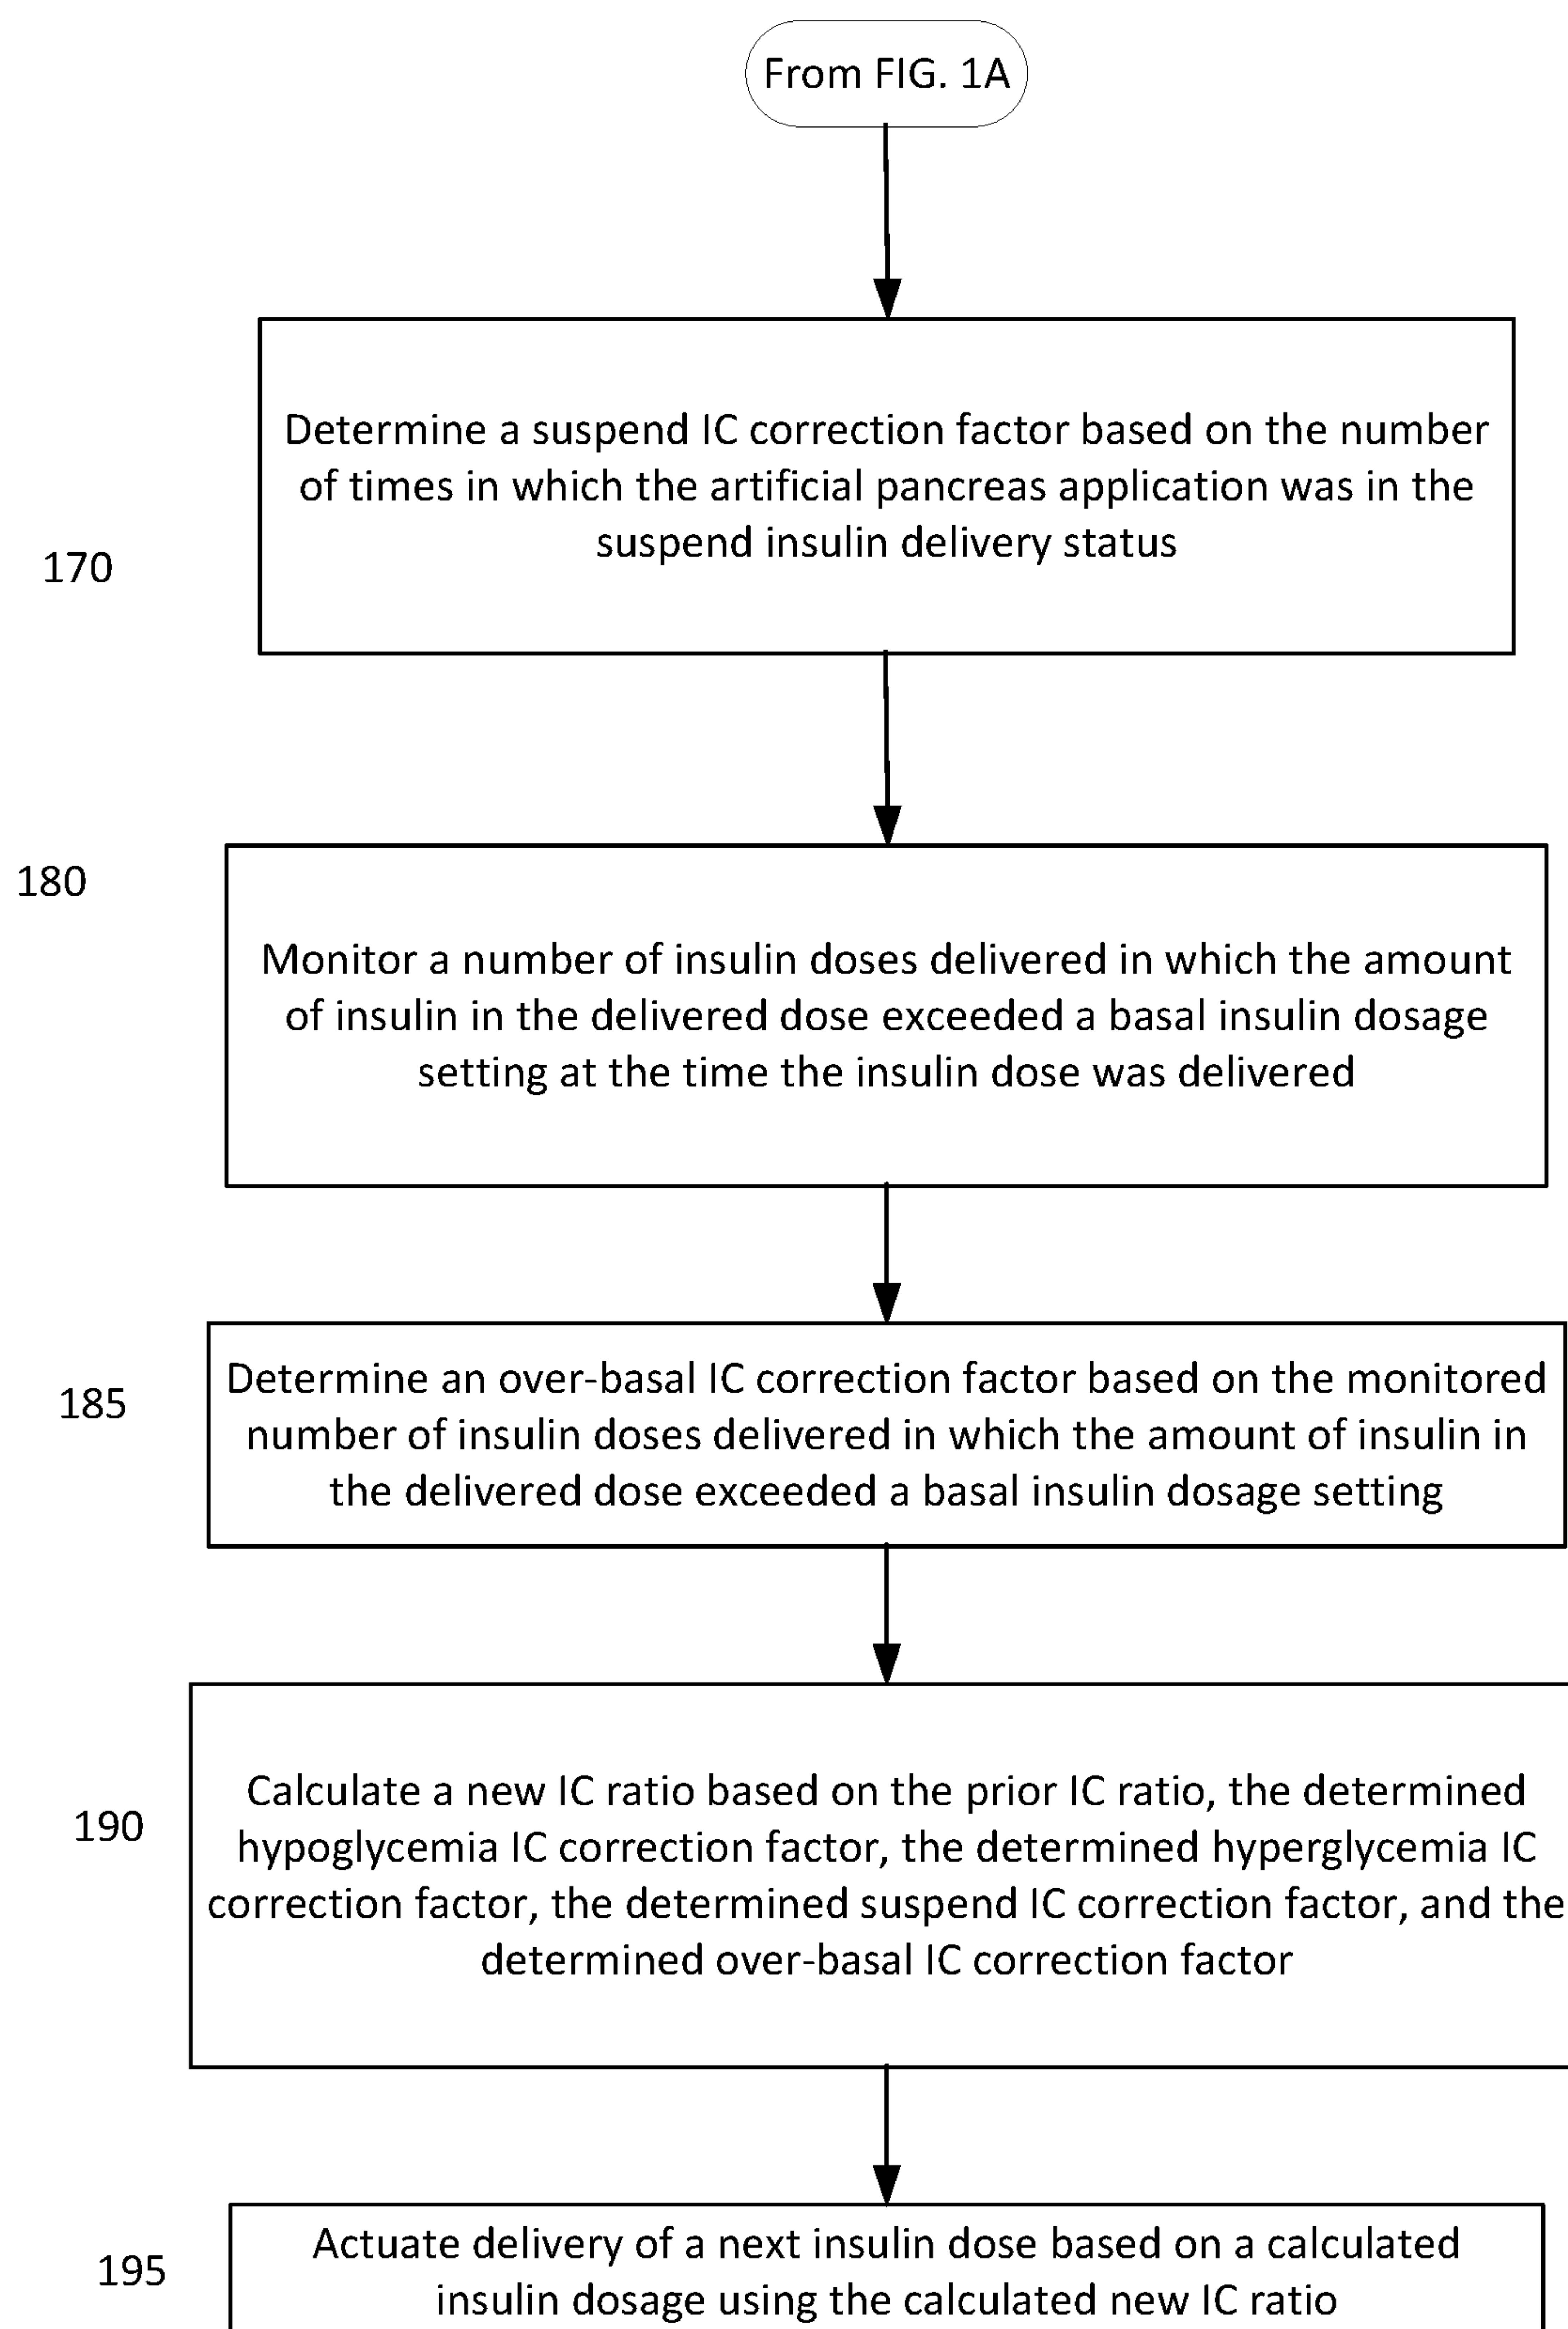 From FIG. 1A
Determine a suspend IC correction factor based on the number
of times in which the artificial pancreas application was in the
suspend insulin delivery status
170
180
Monitor a number of insulin doses delivered in which the amount
of insulin in the delivered dose exceeded a basal insulin dosage
setting at the time the insulin dose was delivered
185
Determine an over-basal IC correction factor based on the monitored
number of insulin doses delivered in which the amount of insulin in
the delivered dose exceeded a basal insulin dosage setting
190
Calculate a new IC ratio based on the prior IC ratio, the determined
hypoglycemia IC correction factor, the determined hyperglycemia IC
correction factor, the determined suspend IC correction factor, and the
determined over-basal IC correction factor
195
Actuate delivery of a next insulin dose based on a calculated
insulin dosage using the calculated new IC ratio